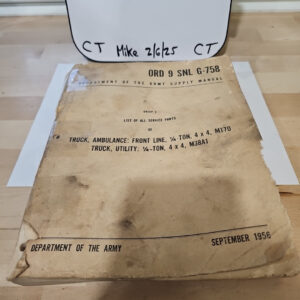 CT Mike 2/6/25 CT
ORD 9 SNL G-758
DEPARTMENT OF THE ARMY SUPPLY MANUAL
LIST OF ALL SERVICE PARTS
OF
TRUCK, AMBULANCE: FRONT LINE, ¼ TON, 4 x 4, M170
TRUCK, UTILITY: ¼-TON, 4 x 4, M38A1
DEPARTMENT OF THE ARMY
SEPTEMBER 1956